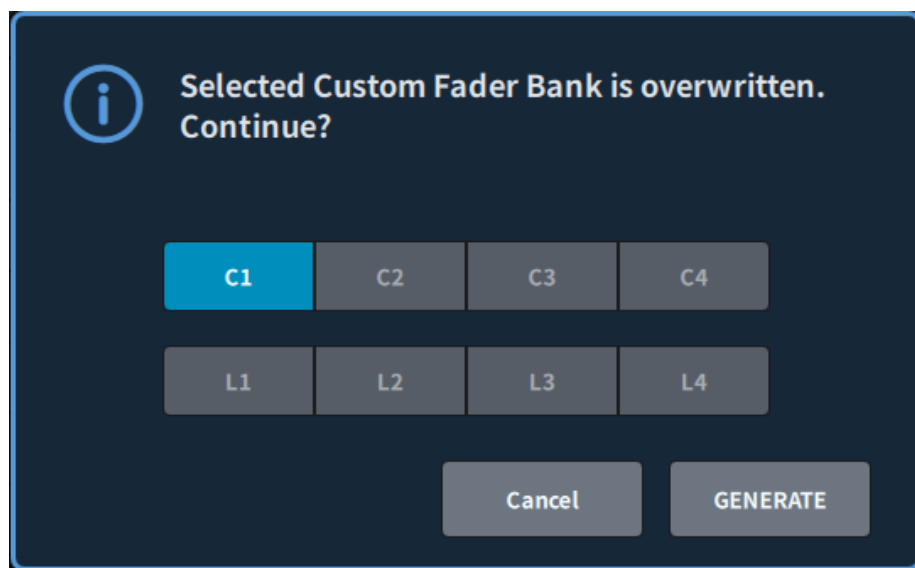 Selected Custom Fader Bank is overwritten.
Continue?
C1 C2 C3 C4
L1 L2 L3 L4
Cancel GENERATE